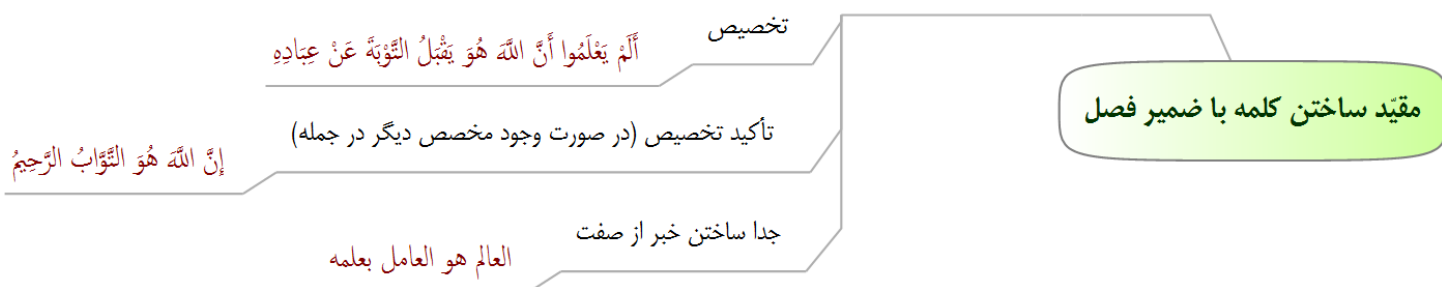 مقیّد ساختن کلمه با ضمیر فصل
تخصیص
أَلَمْ يَعْلَمُوا أَنَّ اللَّهَ هُوَ يَقْبَلُ التَّوْبَةَ عَنْ عِبَادِهِ
تأکید تخصیص (در صورت وجود مخصص دیگر در جمله)
إِنَّ اللَّهَ هُوَ التَّوَّابُ الرَّحِيمُ
جدا ساختن خبر از صفت
العالم هو العامل بعلمه